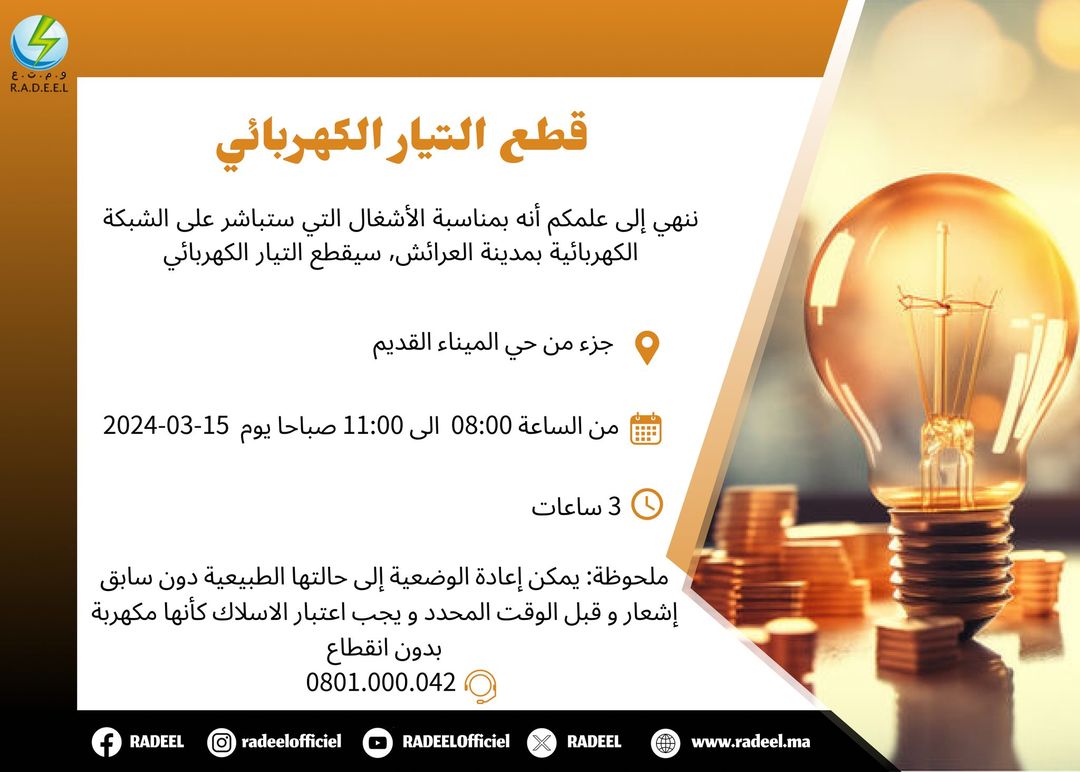 و.م.ت.ع
R.A.D.E.E.L
قطع التيار الكهربائي
ننهي إلى علمكم أنه بمناسبة الأشغال التي ستباشر على الشبكة
الكهربائية بمدينة العرائش، سيقطع التيار الكهربائي
جزء من حي الميناء القديم
من الساعة 08:00 الى 11:00 صباحا يوم 15-03-2024
3 ساعات
ملحوظة: يمكن إعادة الوضعية إلى حالتها الطبيعية دون سابق
إشعار و قبل الوقت المحدد و يجب اعتبار الاسلاك كأنها مكهربة
بدون انقطاع
0801.000.042
RADEEL radeelofficiel RADEELOfficiel RADEEL www.radeel.ma